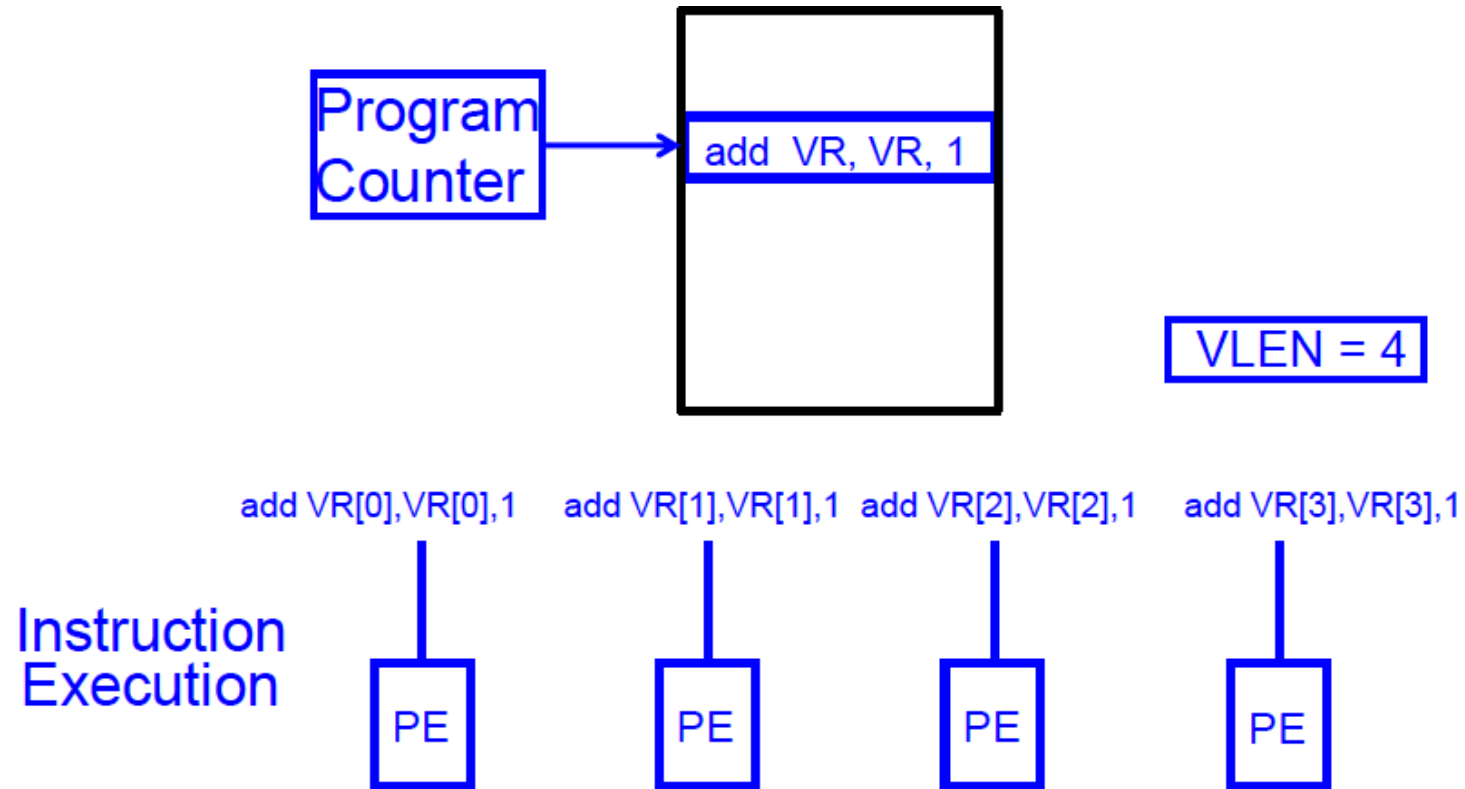 Program
Counter
add VR, VR, 1
VLEN = 4
add VR[0],VR[0],1
add VR[1],VR[1],1
add VR[2],VR[2],1
add VR[3],VR[3],1
Instruction
Execution
PE
PE
PE
PE